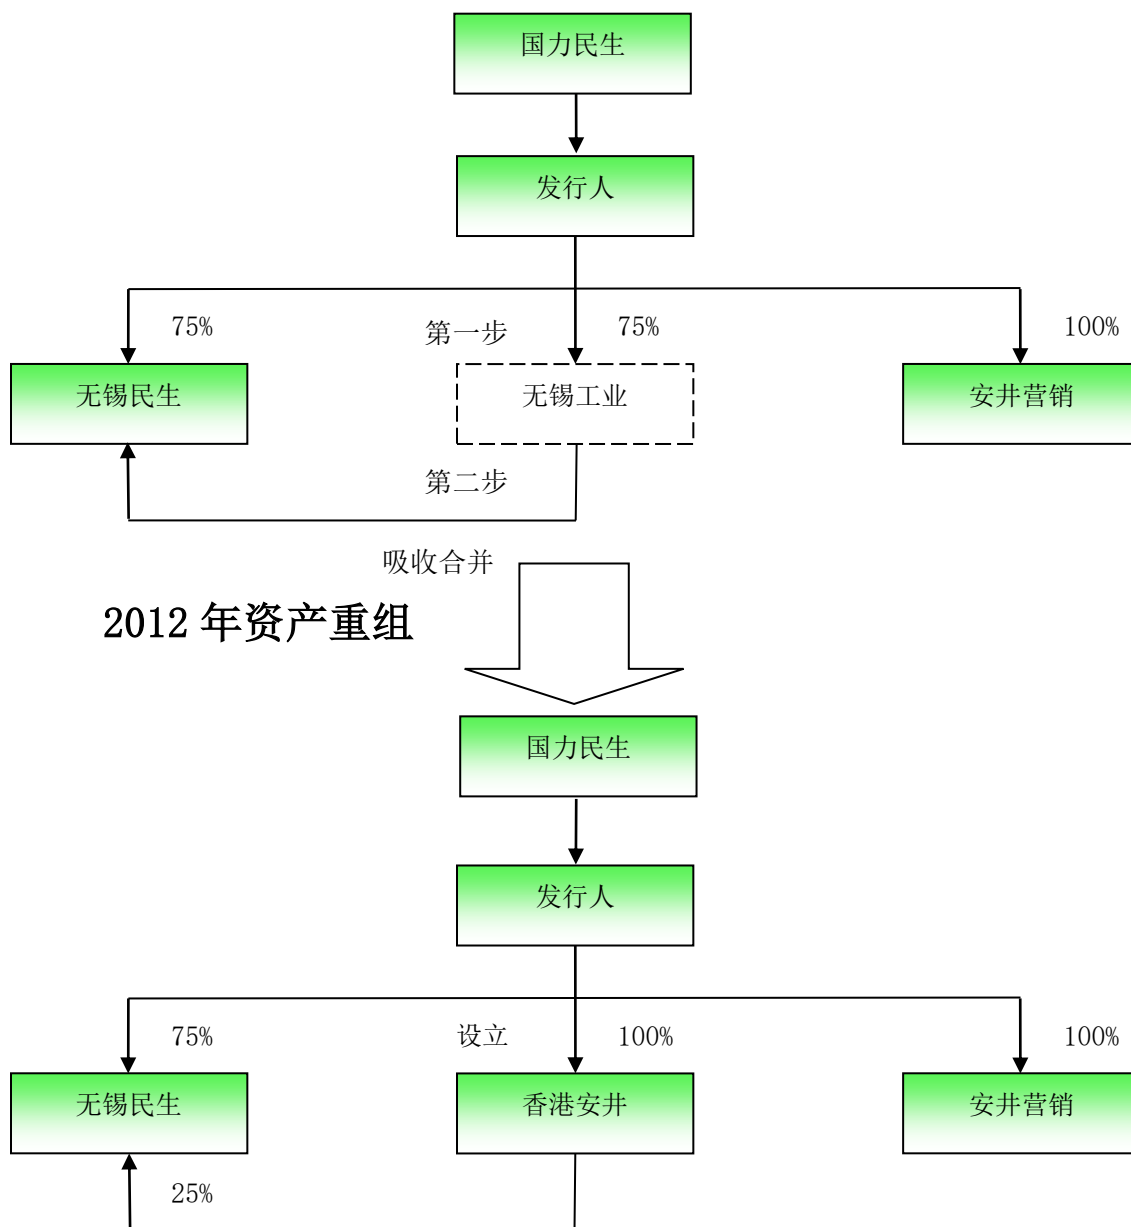 国力民生
发行人
75%
第一步
75%
100%
无锡民生
无锡工业
安井营销
第二步
吸收合并
2012 年资产重组
国力民生
发行人
75%
设立
100%
100%
无锡民生
香港安井
安井营销
25%